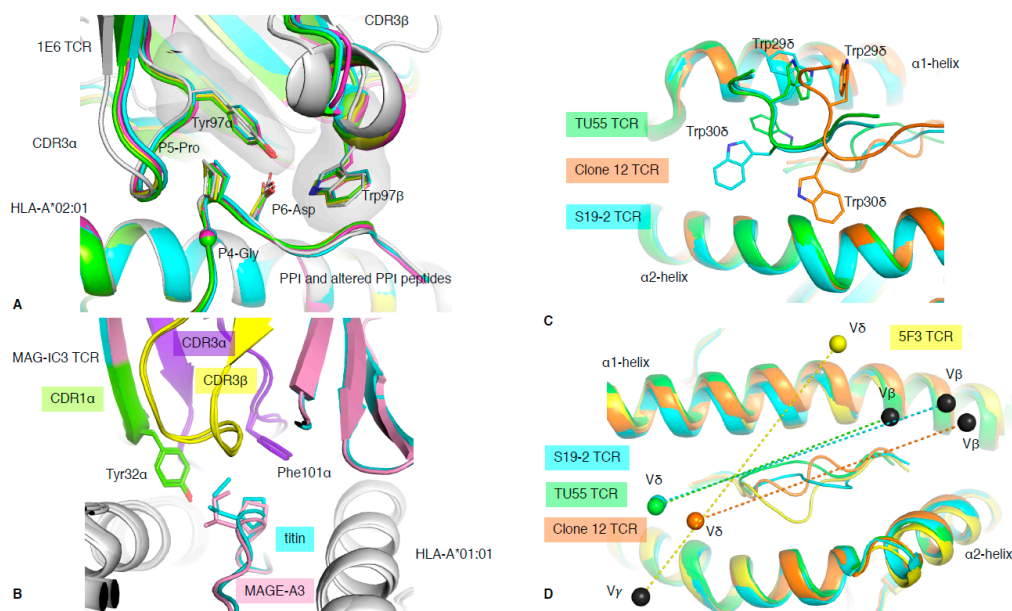 CDR3β
1E6 TCR
Tyr97α
CDR3α
P5-Pro
HLA-A*02:01
P6-Asp
Trp97β
P4-Gly
PPI and altered PPI peptides
A
CDR3α
MAG-IC3 TCR
CDR3β
CDR1α
Tyr32α
Phe101α
titin
HLA-A*01:01
MAGE-A3
B
Trp29δ
Trp29δ
α1-helix
TU55 TCR
Trp30δ
Clone 12 TCR
Trp30δ
S19-2 TCR
α2-helix
C
Vδ
5F3 TCR
α1-helix
Vβ
Vβ
Vβ
S19-2 TCR
Vδ
TU55 TCR
Clone 12 TCR
Vδ
α2-helix
Vγ
D